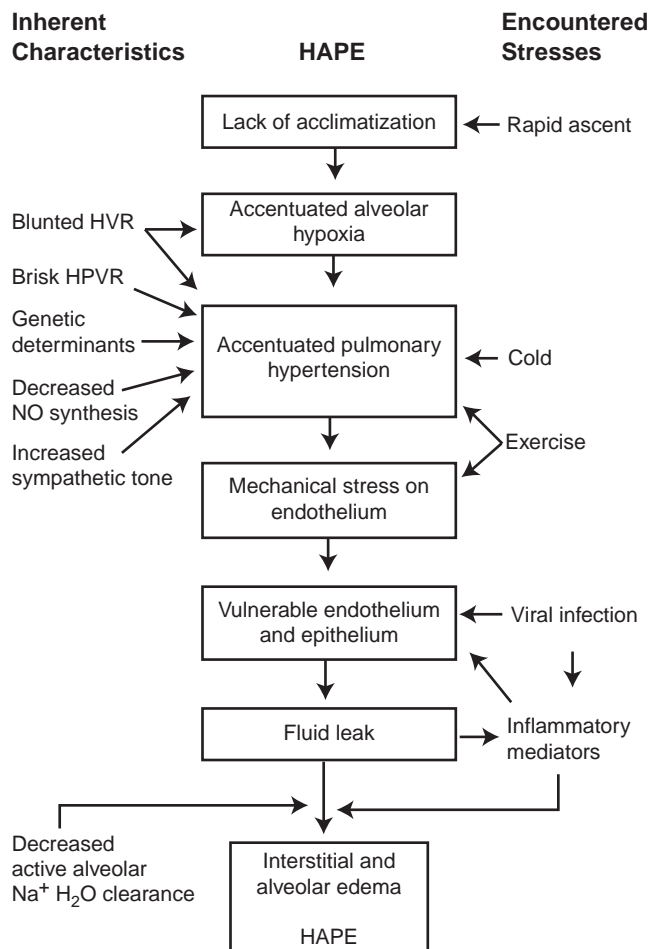 Inherent
Characteristics
HAPE
Encountered
Stresses
Lack of acclimatization
Rapid ascent
Accentuated alveolar
hypoxia
Blunted HVR
Brisk HPVR
Genetic
determinants
Decreased
NO synthesis
Increased
sympathetic tone
Accentuated pulmonary
hypertension
Cold
Exercise
Mechanical stress on
endothelium
Vulnerable endothelium
and epithelium
Viral infection
Fluid leak
Inflammatory
mediators
Decreased
active alveolar
Na⁺ H₂O clearance
Interstitial and
alveolar edema
HAPE